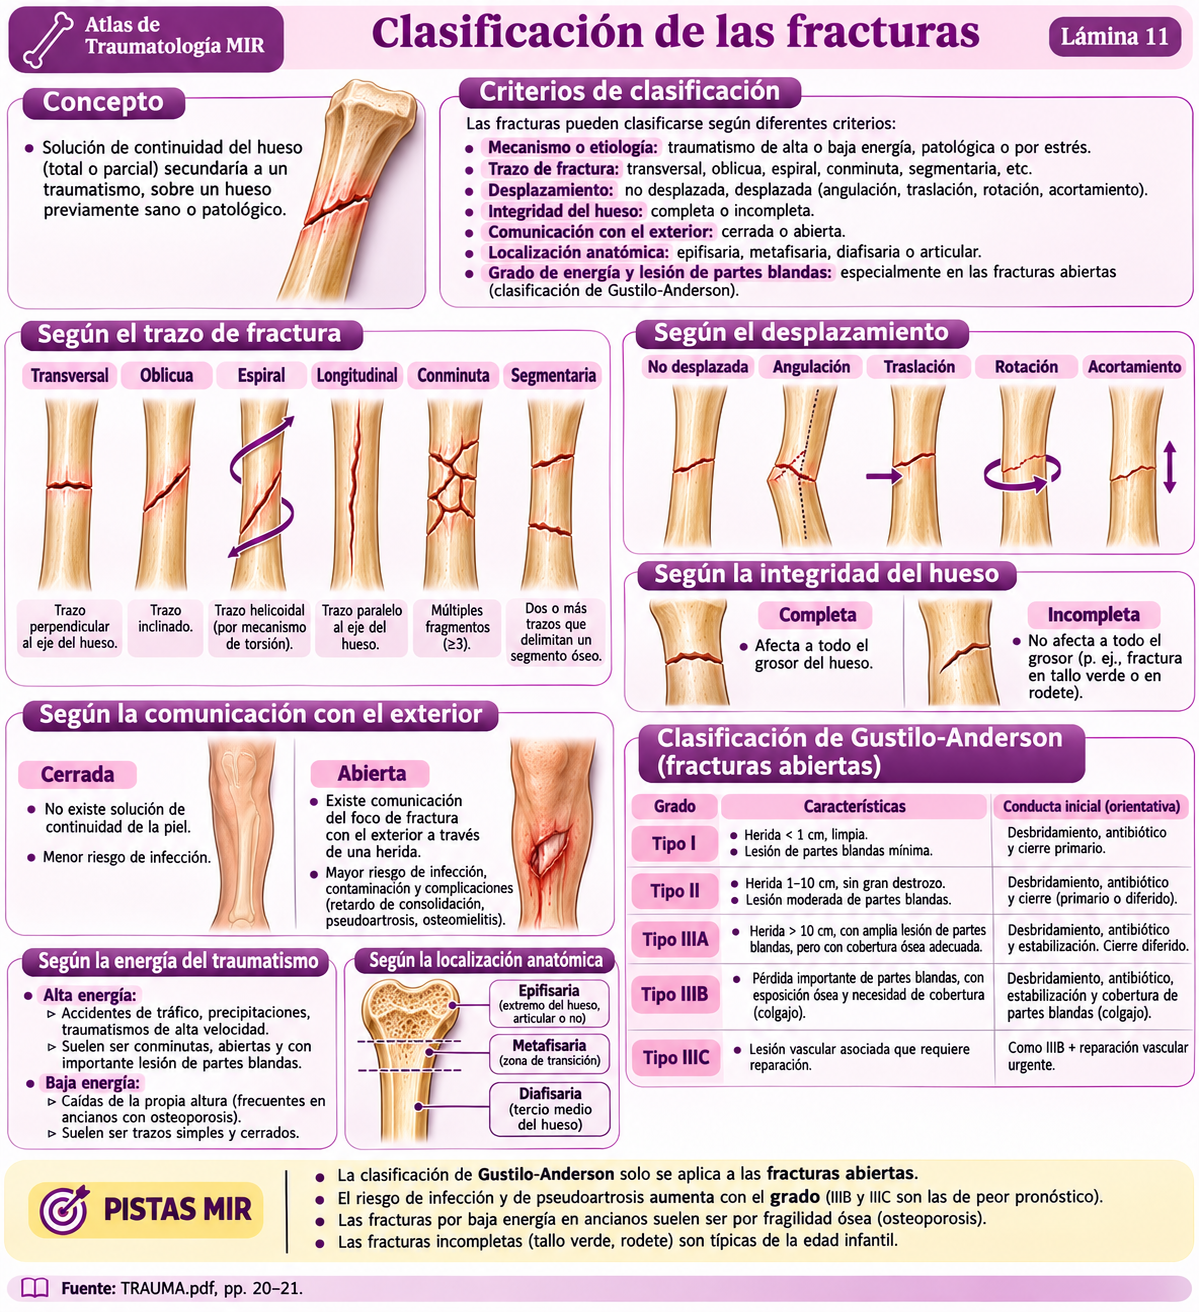 Atlas de
Traumatología MIR
Clasificación de las fracturas
Lámina 11
Concepto
• Solución de continuidad del hueso
(total o parcial) secundaría a un
traumatismo, sobre un hueso
previamente sano o patológico.
Criterios de clasificación
Las fracturas pueden clasificarse según diferentes criterios:
• Mecanismo o etiología: traumatismo de alta o baja energía, patológica o por estrés.
• Trazo de fractura: transversal, oblicua, espiral, conminuta, segmentaria, etc.
• Desplazamiento: no desplazada, desplazada (angulación, traslación, rotación, acortamiento).
• Integridad del hueso: completa o incompleta.
• Comunicación con el exterior: cerrada o abierta.
• Localización anatómica: epifisaria, metafisaria, diafisaria o articular.
• Grado de energía y lesión de partes blandas: especialmente en las fracturas abiertas
(clasificación de Gustilo-Anderson).
Según el trazo de fractura
Transversal
Oblicua
Espiral
Longitudinal
Conminuta
Segmentaria
Trazo
perpendicular
al eje del hueso.
Trazo
inclinado.
Trazo helicoidal
(por mecanismo
de torsión).
Trazo paralelo
al eje del
hueso.
Múltiples
fragmentos
(≥3).
Dos o más
trazos que
delimitan un
segmento óseo.
Según el desplazamiento
No desplazada
Angulación
Traslación
Rotación
Acortamiento
Según la integridad del hueso
Completa
• Afecta a todo el
grosor del hueso.
Incompleta
• No afecta a todo el
grosor (p. ej., fractura
en tallo verde o en
rodete).
Según la comunicación con el exterior
Cerrada
• No existe solución de
continuidad de la piel.
• Menor riesgo de infección.
Abierta
• Existe comunicación
del foco de fractura
con el exterior a través
de una herida.
• Mayor riesgo de infección,
contaminación y complicaciones
(retardo de consolidación,
pseudoartrosis, osteomielitis).
Clasificación de Gustilo-Anderson
(fracturas abiertas)
Grado
Características
Conducta inicial (orientativa)
Tipo I
• Herida < 1 cm, limpia.
• Lesión de partes blandas mínima.
Desbridamiento, antibiótico
y cierre primario.
Tipo II
• Herida 1–10 cm, sin gran destrozo.
• Lesión moderada de partes blandas.
Desbridamiento, antibiótico
y cierre (primario o diferido).
Tipo IIIA
• Herida > 10 cm, con amplia lesión de partes
blandas, pero con cobertura ósea adecuada.
Desbridamiento, antibiótico
y estabilización. Cierre diferido.
Tipo IIIB
• Pérdida importante de partes blandas, con
exposición ósea y necesidad de cobertura
(colgajo).
Desbridamiento, antibiótico,
estabilización y cobertura de
partes blandas (colgajo).
Tipo IIIC
• Lesión vascular asociada que requiere
reparación.
Como IIIB + reparación vascular
urgente.
Según la energía del traumatismo
• Alta energía:
▹ Accidentes de tráfico, precipitaciones,
traumatismos de alta velocidad.
▹ Suelen ser conminutas, abiertas y con
importante lesión de partes blandas.
• Baja energía:
▹ Caídas de la propia altura (frecuentes en
ancianos con osteoporosis).
▹ Suelen ser trazos simples y cerrados.
Según la localización anatómica
Epifisaria
(extremo del hueso,
articular o no)
Metafisaria
(zona de transición)
Diafisaria
(tercio medio
del hueso)
PISTAS MIR
• La clasificación de Gustilo-Anderson solo se aplica a las fracturas abiertas.
• El riesgo de infección y de pseudoartrosis aumenta con el grado (IIIB y IIIC son las de peor pronóstico).
• Las fracturas por baja energía en ancianos suelen ser por fragilidad ósea (osteoporosis).
• Las fracturas incompletas (tallo verde, rodete) son típicas de la edad infantil.
Fuente: TRAUMA.pdf, pp. 20–21.